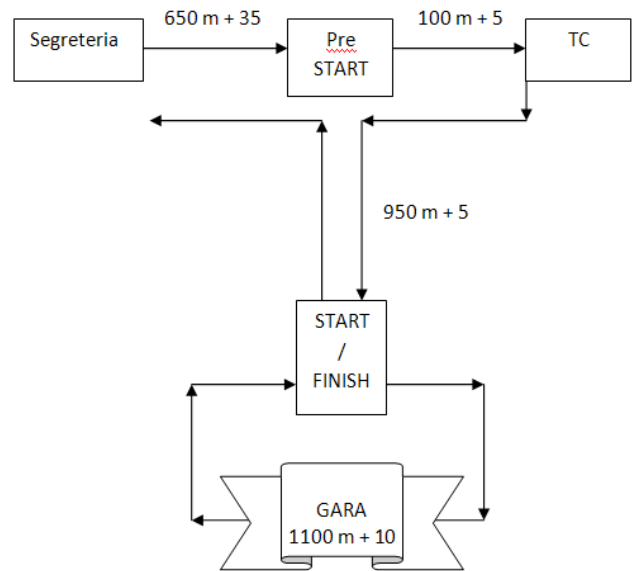 Segreteria
650 m + 35
Pre
START
100 m + 5
TC
950 m + 5
START
/
FINISH
GARA
1100 m + 10